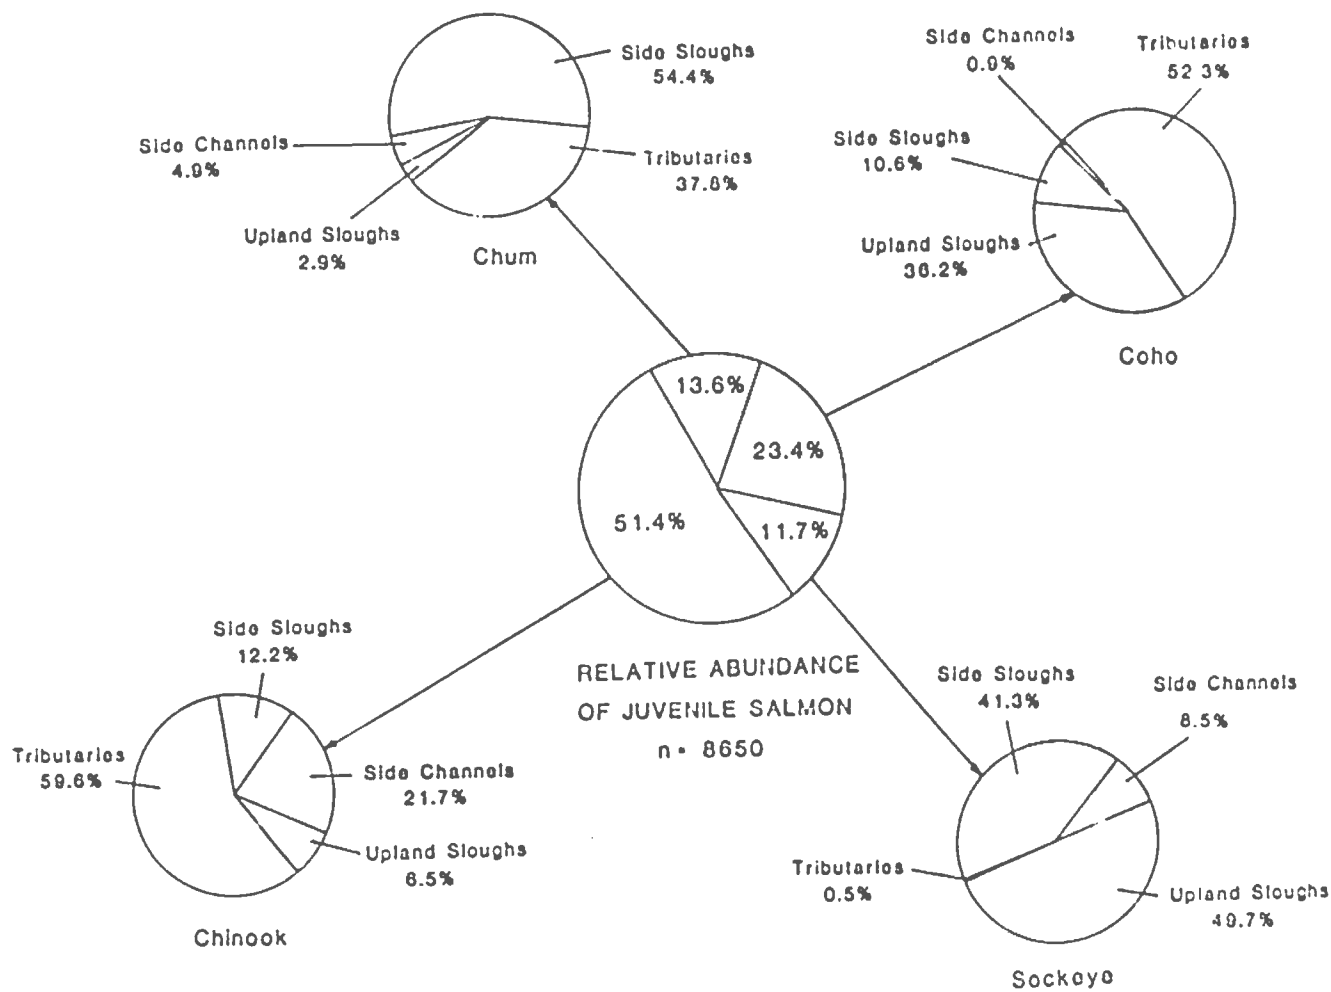 Side Sloughs
54.4%
Side Channels
4.9%
Tributaries
37.8%
Upland Sloughs
2.9%
Chum
Side Channels
0.9%
Tributaries
52.3%
Side Sloughs
10.6%
Upland Sloughs
36.2%
Coho
13.6%
23.4%
51.4%
11.7%
RELATIVE ABUNDANCE
OF JUVENILE SALMON
n = 8650
Side Sloughs
12.2%
Tributaries
59.6%
Side Channels
21.7%
Upland Sloughs
6.5%
Chinook
Side Sloughs
41.3%
Side Channels
8.5%
Tributaries
0.5%
Upland Sloughs
49.7%
Sockeye